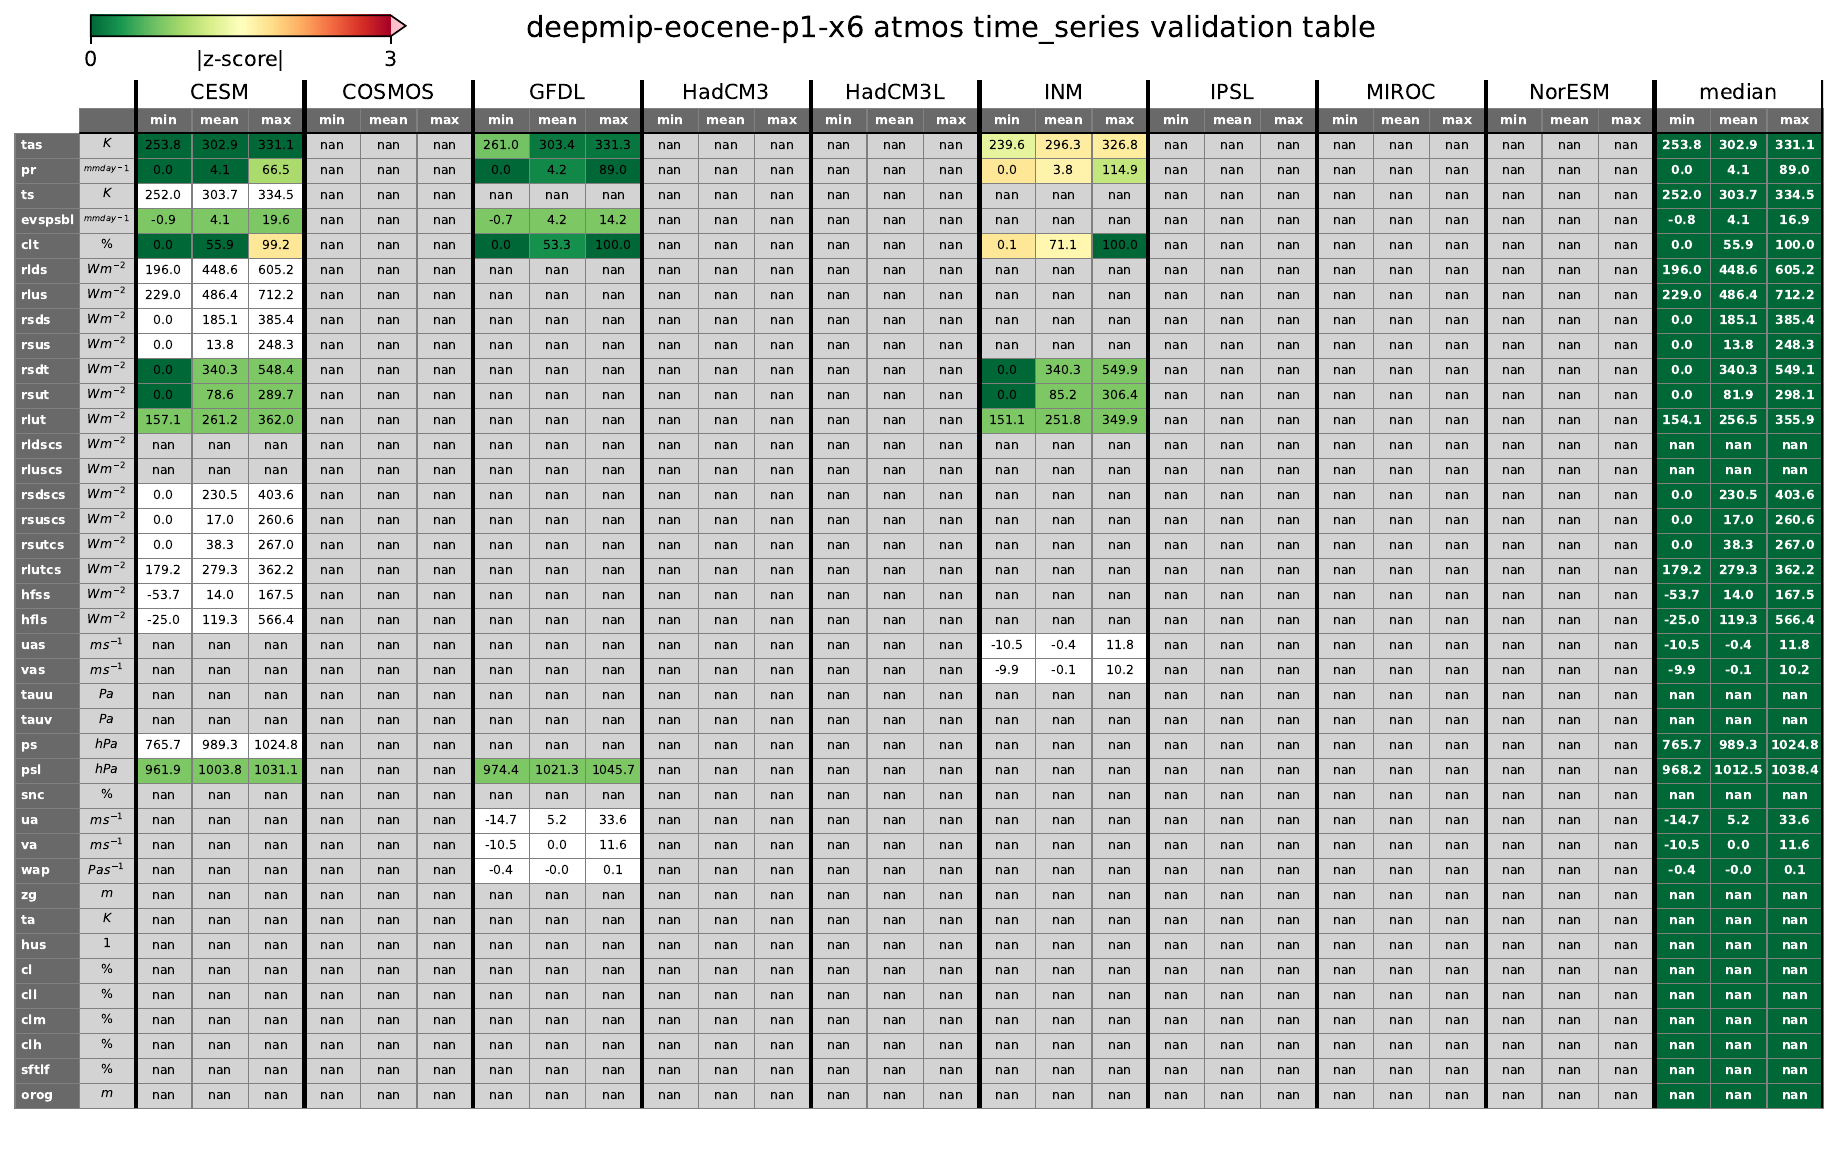 deepmip-eocene-p1-x6 atmos time_series validation table
0 |z-score| 3
CESM COSMOS GFDL HadCM3 HadCM3L INM IPSL MIROC NorESM median
min mean max min mean max min mean max min mean max min mean max min mean max min mean max min mean max min mean max min mean max
tas K 253.8 302.9 331.1 nan nan nan 261.0 303.4 331.3 nan nan nan nan nan nan 239.6 296.3 326.8 nan nan nan nan nan nan nan nan nan 253.8 302.9 331.1
pr mmday−1 0.0 4.1 66.5 nan nan nan 0.0 4.2 89.0 nan nan nan nan nan nan 0.0 3.8 114.9 nan nan nan nan nan nan nan nan nan 0.0 4.1 89.0
ts K 252.0 303.7 334.5 nan nan nan nan nan nan nan nan nan nan nan nan nan nan nan nan nan nan nan nan nan nan nan nan 252.0 303.7 334.5
evspsbl mmday−1 -0.9 4.1 19.6 nan nan nan -0.7 4.2 14.2 nan nan nan nan nan nan nan nan nan nan nan nan nan nan nan nan nan nan -0.8 4.1 16.9
clt % 0.0 55.9 99.2 nan nan nan 0.0 53.3 100.0 nan nan nan nan nan nan 0.1 71.1 100.0 nan nan nan nan nan nan nan nan nan 0.0 55.9 100.0
rlds Wm−2 196.0 448.6 605.2 nan nan nan nan nan nan nan nan nan nan nan nan nan nan nan nan nan nan nan nan nan nan nan nan 196.0 448.6 605.2
rlus Wm−2 229.0 486.4 712.2 nan nan nan nan nan nan nan nan nan nan nan nan nan nan nan nan nan nan nan nan nan nan nan nan 229.0 486.4 712.2
rsds Wm−2 0.0 185.1 385.4 nan nan nan nan nan nan nan nan nan nan nan nan nan nan nan nan nan nan nan nan nan nan nan nan 0.0 185.1 385.4
rsus Wm−2 0.0 13.8 248.3 nan nan nan nan nan nan nan nan nan nan nan nan nan nan nan nan nan nan nan nan nan nan nan nan 0.0 13.8 248.3
rsdt Wm−2 0.0 340.3 548.4 nan nan nan nan nan nan nan nan nan nan nan nan 0.0 340.3 549.9 nan nan nan nan nan nan nan nan nan 0.0 340.3 549.1
rsut Wm−2 0.0 78.6 289.7 nan nan nan nan nan nan nan nan nan nan nan nan 0.0 85.2 306.4 nan nan nan nan nan nan nan nan nan 0.0 81.9 298.1
rlut Wm−2 157.1 261.2 362.0 nan nan nan nan nan nan nan nan nan nan nan nan 151.1 251.8 349.9 nan nan nan nan nan nan nan nan nan 154.1 256.5 355.9
rldscs Wm−2 nan nan nan nan nan nan nan nan nan nan nan nan nan nan nan nan nan nan nan nan nan nan nan nan nan nan nan nan nan nan
rluscs Wm−2 nan nan nan nan nan nan nan nan nan nan nan nan nan nan nan nan nan nan nan nan nan nan nan nan nan nan nan nan nan nan
rsdscs Wm−2 0.0 230.5 403.6 nan nan nan nan nan nan nan nan nan nan nan nan nan nan nan nan nan nan nan nan nan nan nan nan 0.0 230.5 403.6
rsuscs Wm−2 0.0 17.0 260.6 nan nan nan nan nan nan nan nan nan nan nan nan nan nan nan nan nan nan nan nan nan nan nan nan 0.0 17.0 260.6
rsutcs Wm−2 0.0 38.3 267.0 nan nan nan nan nan nan nan nan nan nan nan nan nan nan nan nan nan nan nan nan nan nan nan nan 0.0 38.3 267.0
rlutcs Wm−2 179.2 279.3 362.2 nan nan nan nan nan nan nan nan nan nan nan nan nan nan nan nan nan nan nan nan nan nan nan nan 179.2 279.3 362.2
hfss Wm−2 -53.7 14.0 167.5 nan nan nan nan nan nan nan nan nan nan nan nan nan nan nan nan nan nan nan nan nan nan nan nan -53.7 14.0 167.5
hfls Wm−2 -25.0 119.3 566.4 nan nan nan nan nan nan nan nan nan nan nan nan nan nan nan nan nan nan nan nan nan nan nan nan -25.0 119.3 566.4
uas ms−1 nan nan nan nan nan nan nan nan nan nan nan nan nan nan nan -10.5 -0.4 11.8 nan nan nan nan nan nan nan nan nan -10.5 -0.4 11.8
vas ms−1 nan nan nan nan nan nan nan nan nan nan nan nan nan nan nan -9.9 -0.1 10.2 nan nan nan nan nan nan nan nan nan -9.9 -0.1 10.2
tauu Pa nan nan nan nan nan nan nan nan nan nan nan nan nan nan nan nan nan nan nan nan nan nan nan nan nan nan nan nan nan nan
tauv Pa nan nan nan nan nan nan nan nan nan nan nan nan nan nan nan nan nan nan nan nan nan nan nan nan nan nan nan nan nan nan
ps hPa 765.7 989.3 1024.8 nan nan nan nan nan nan nan nan nan nan nan nan nan nan nan nan nan nan nan nan nan nan nan nan 765.7 989.3 1024.8
psl hPa 961.9 1003.8 1031.1 nan nan nan 974.4 1021.3 1045.7 nan nan nan nan nan nan nan nan nan nan nan nan nan nan nan nan nan nan 968.2 1012.5 1038.4
snc % nan nan nan nan nan nan nan nan nan nan nan nan nan nan nan nan nan nan nan nan nan nan nan nan nan nan nan nan nan nan
ua ms−1 nan nan nan nan nan nan -14.7 5.2 33.6 nan nan nan nan nan nan nan nan nan nan nan nan nan nan nan nan nan nan -14.7 5.2 33.6
va ms−1 nan nan nan nan nan nan -10.5 0.0 11.6 nan nan nan nan nan nan nan nan nan nan nan nan nan nan nan nan nan nan -10.5 0.0 11.6
wap Pas−1 nan nan nan nan nan nan -0.4 -0.0 0.1 nan nan nan nan nan nan nan nan nan nan nan nan nan nan nan nan nan nan -0.4 -0.0 0.1
zg m nan nan nan nan nan nan nan nan nan nan nan nan nan nan nan nan nan nan nan nan nan nan nan nan nan nan nan nan nan nan
ta K nan nan nan nan nan nan nan nan nan nan nan nan nan nan nan nan nan nan nan nan nan nan nan nan nan nan nan nan nan nan
hus 1 nan nan nan nan nan nan nan nan nan nan nan nan nan nan nan nan nan nan nan nan nan nan nan nan nan nan nan nan nan nan
cl % nan nan nan nan nan nan nan nan nan nan nan nan nan nan nan nan nan nan nan nan nan nan nan nan nan nan nan nan nan nan
cll % nan nan nan nan nan nan nan nan nan nan nan nan nan nan nan nan nan nan nan nan nan nan nan nan nan nan nan nan nan nan
clm % nan nan nan nan nan nan nan nan nan nan nan nan nan nan nan nan nan nan nan nan nan nan nan nan nan nan nan nan nan nan
clh % nan nan nan nan nan nan nan nan nan nan nan nan nan nan nan nan nan nan nan nan nan nan nan nan nan nan nan nan nan nan
sftlf % nan nan nan nan nan nan nan nan nan nan nan nan nan nan nan nan nan nan nan nan nan nan nan nan nan nan nan nan nan nan
orog m nan nan nan nan nan nan nan nan nan nan nan nan nan nan nan nan nan nan nan nan nan nan nan nan nan nan nan nan nan nan